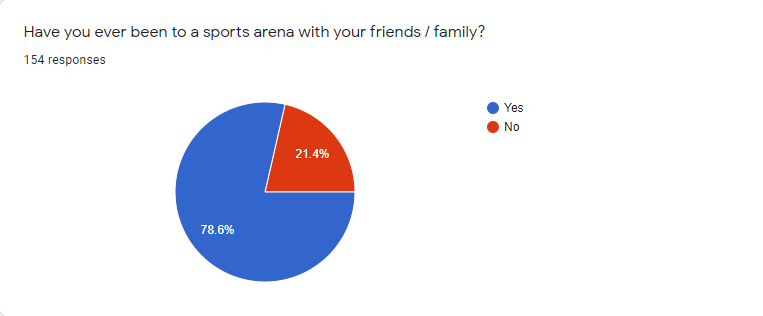 Have you ever been to a sports arena with your friends / family?
154 responses
Yes
No
21.4%
78.6%